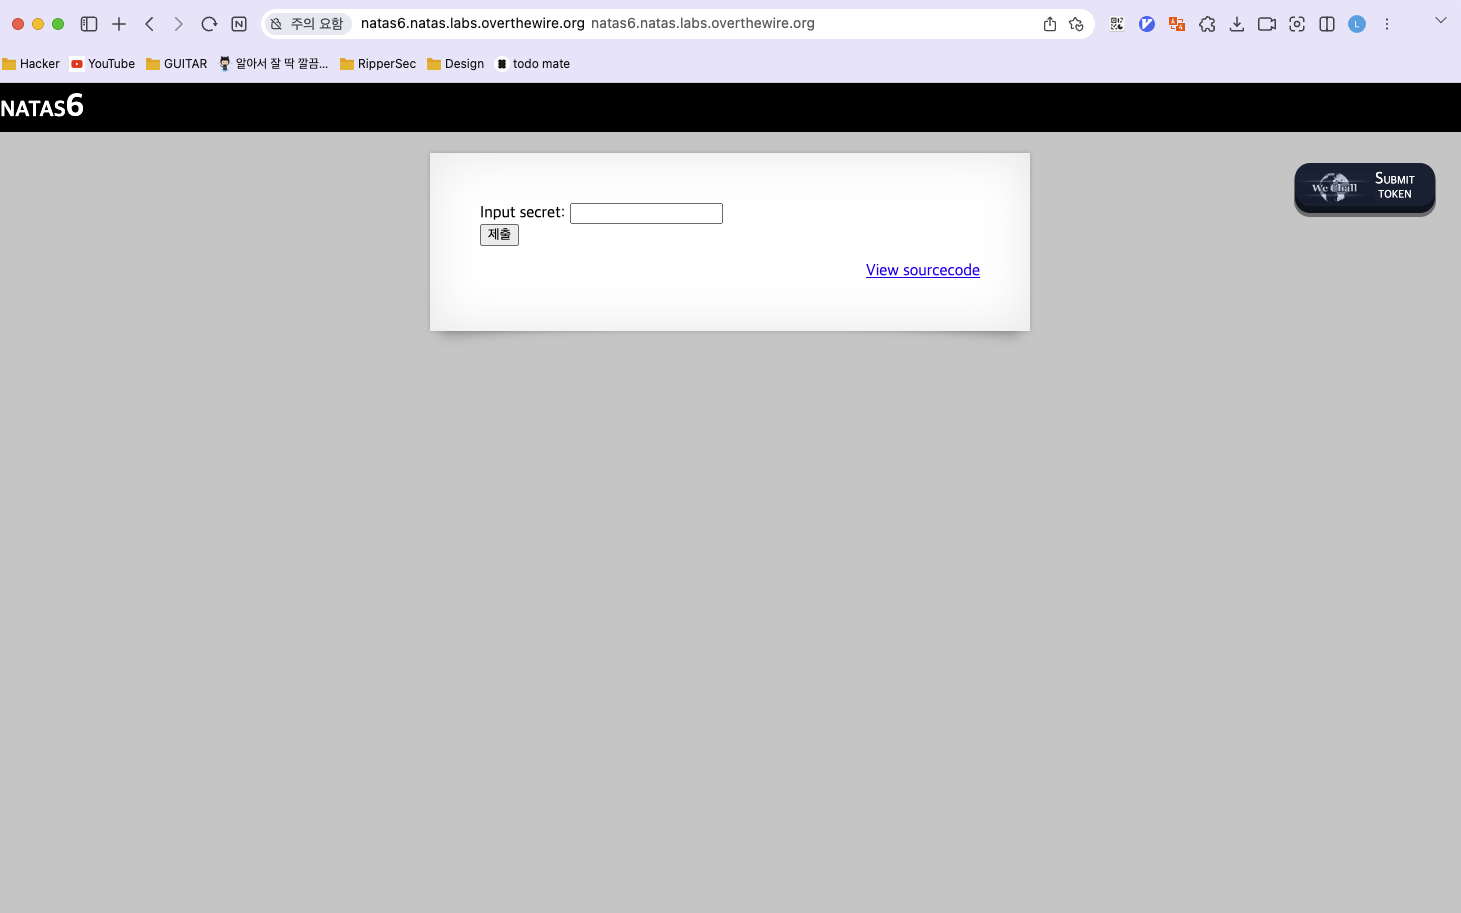 주의 요함 natas6.natas.labs.overthewire.org natas6.natas.labs.overthewire.org
L
Hacker YouTube GUITAR 알아서 잘 딱 깔끔... RipperSec Design todo mate
NATAS6
We Chall SUBMIT TOKEN
Input secret:
제출
View sourcecode